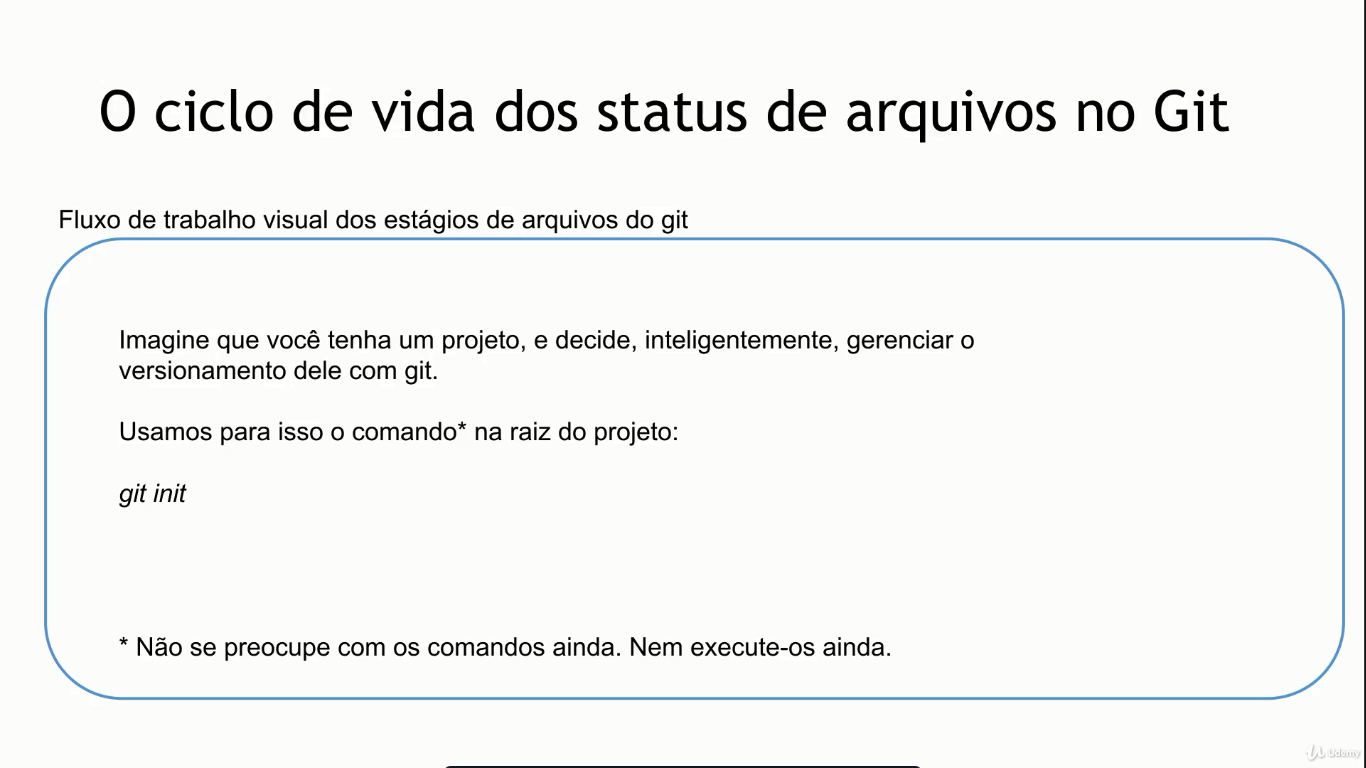 O ciclo de vida dos status de arquivos no Git
Fluxo de trabalho visual dos estágios de arquivos do git
Imagine que você tenha um projeto, e decide, inteligentemente, gerenciar o
versionamento dele com git.
Usamos para isso o comando* na raiz do projeto:
git init
* Não se preocupe com os comandos ainda. Nem execute-os ainda.
Udemy